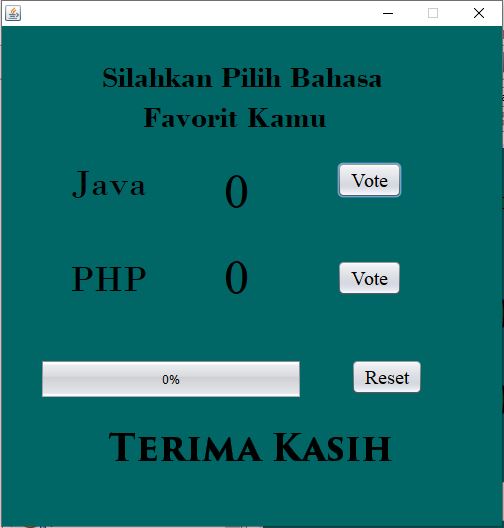 Silahkan Pilih Bahasa
Favorit Kamu
Java 0 Vote
PHP 0 Vote
0% Reset
TERIMA KASIH